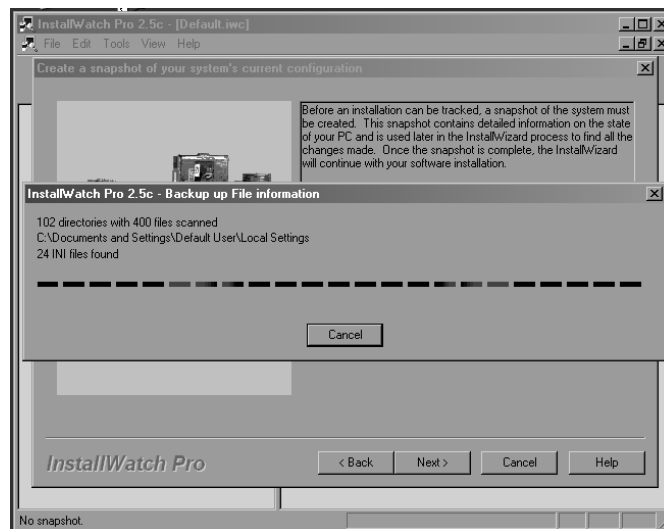 InstallWatch Pro 2.5c - [Default.iwc]
File Edit Tools View Help
Create a snapshot of your system's current configuration
Before an installation can be tracked, a snapshot of the system must
be created. This snapshot contains detailed information on the state
of your PC and is used later in the InstallWizard process to find all the
changes made. Once the snapshot is complete, the InstallWizard
will continue with your software installation.
InstallWatch Pro 2.5c - Backup up File information
102 directories with 400 files scanned
C:\Documents and Settings\Default User\Local Settings
24 INI files found
Cancel
InstallWatch Pro
< Back Next > Cancel Help
No snapshot.